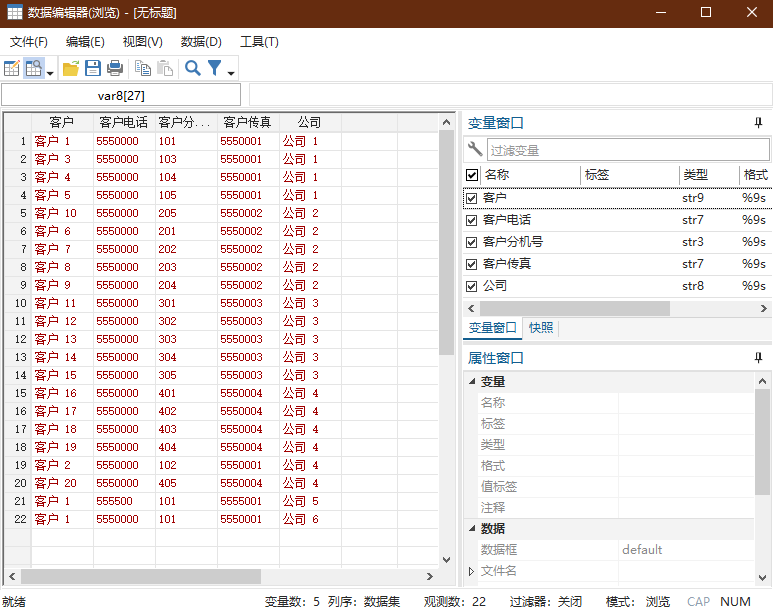 数据编辑器(浏览) - [无标题]
文件(F) 编辑(E) 视图(V) 数据(D) 工具(T)
var8[27]
客户 客户电话 客户分... 客户传真 公司
1 客户 1 5550000 101 5550001 公司 1
2 客户 3 5550000 103 5550001 公司 1
3 客户 4 5550000 104 5550001 公司 1
4 客户 5 5550000 105 5550001 公司 1
5 客户 10 5550000 205 5550002 公司 2
6 客户 6 5550000 201 5550002 公司 2
7 客户 7 5550000 202 5550002 公司 2
8 客户 8 5550000 203 5550002 公司 2
9 客户 9 5550000 204 5550002 公司 2
10 客户 11 5550000 301 5550003 公司 3
11 客户 12 5550000 302 5550003 公司 3
12 客户 13 5550000 303 5550003 公司 3
13 客户 14 5550000 304 5550003 公司 3
14 客户 15 5550000 305 5550003 公司 3
15 客户 16 5550000 401 5550004 公司 4
16 客户 17 5550000 402 5550004 公司 4
17 客户 18 5550000 403 5550004 公司 4
18 客户 19 5550000 404 5550004 公司 4
19 客户 2 5550000 102 5550001 公司 4
20 客户 20 5550000 405 5550004 公司 4
21 客户 1 555500 101 5555001 公司 5
22 客户 1 5550000 101 5550001 公司 6
变量窗口
过滤变量
名称 标签 类型 格式
客户 str9 %9s
客户电话 str7 %9s
客户分机号 str3 %9s
客户传真 str7 %9s
公司 str8 %9s
变量窗口 快照
属性窗口
变量
名称
标签
类型
格式
值标签
注释
数据
数据框 default
文件名
就绪 变量数: 5 列序: 数据集 观测数: 22 过滤器: 关闭 模式: 浏览 CAP NUM